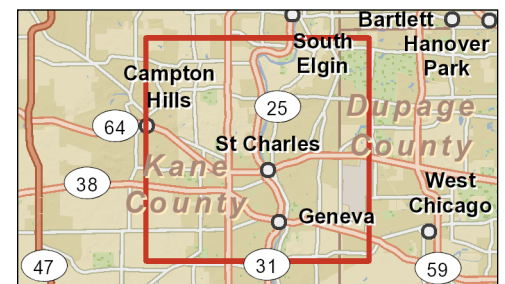 Bartlett
South
Elgin
Hanover
Park
Campton
Hills
25
Dupage
County
64
St Charles
Kane
County
38
West
Chicago
Geneva
47
31
59